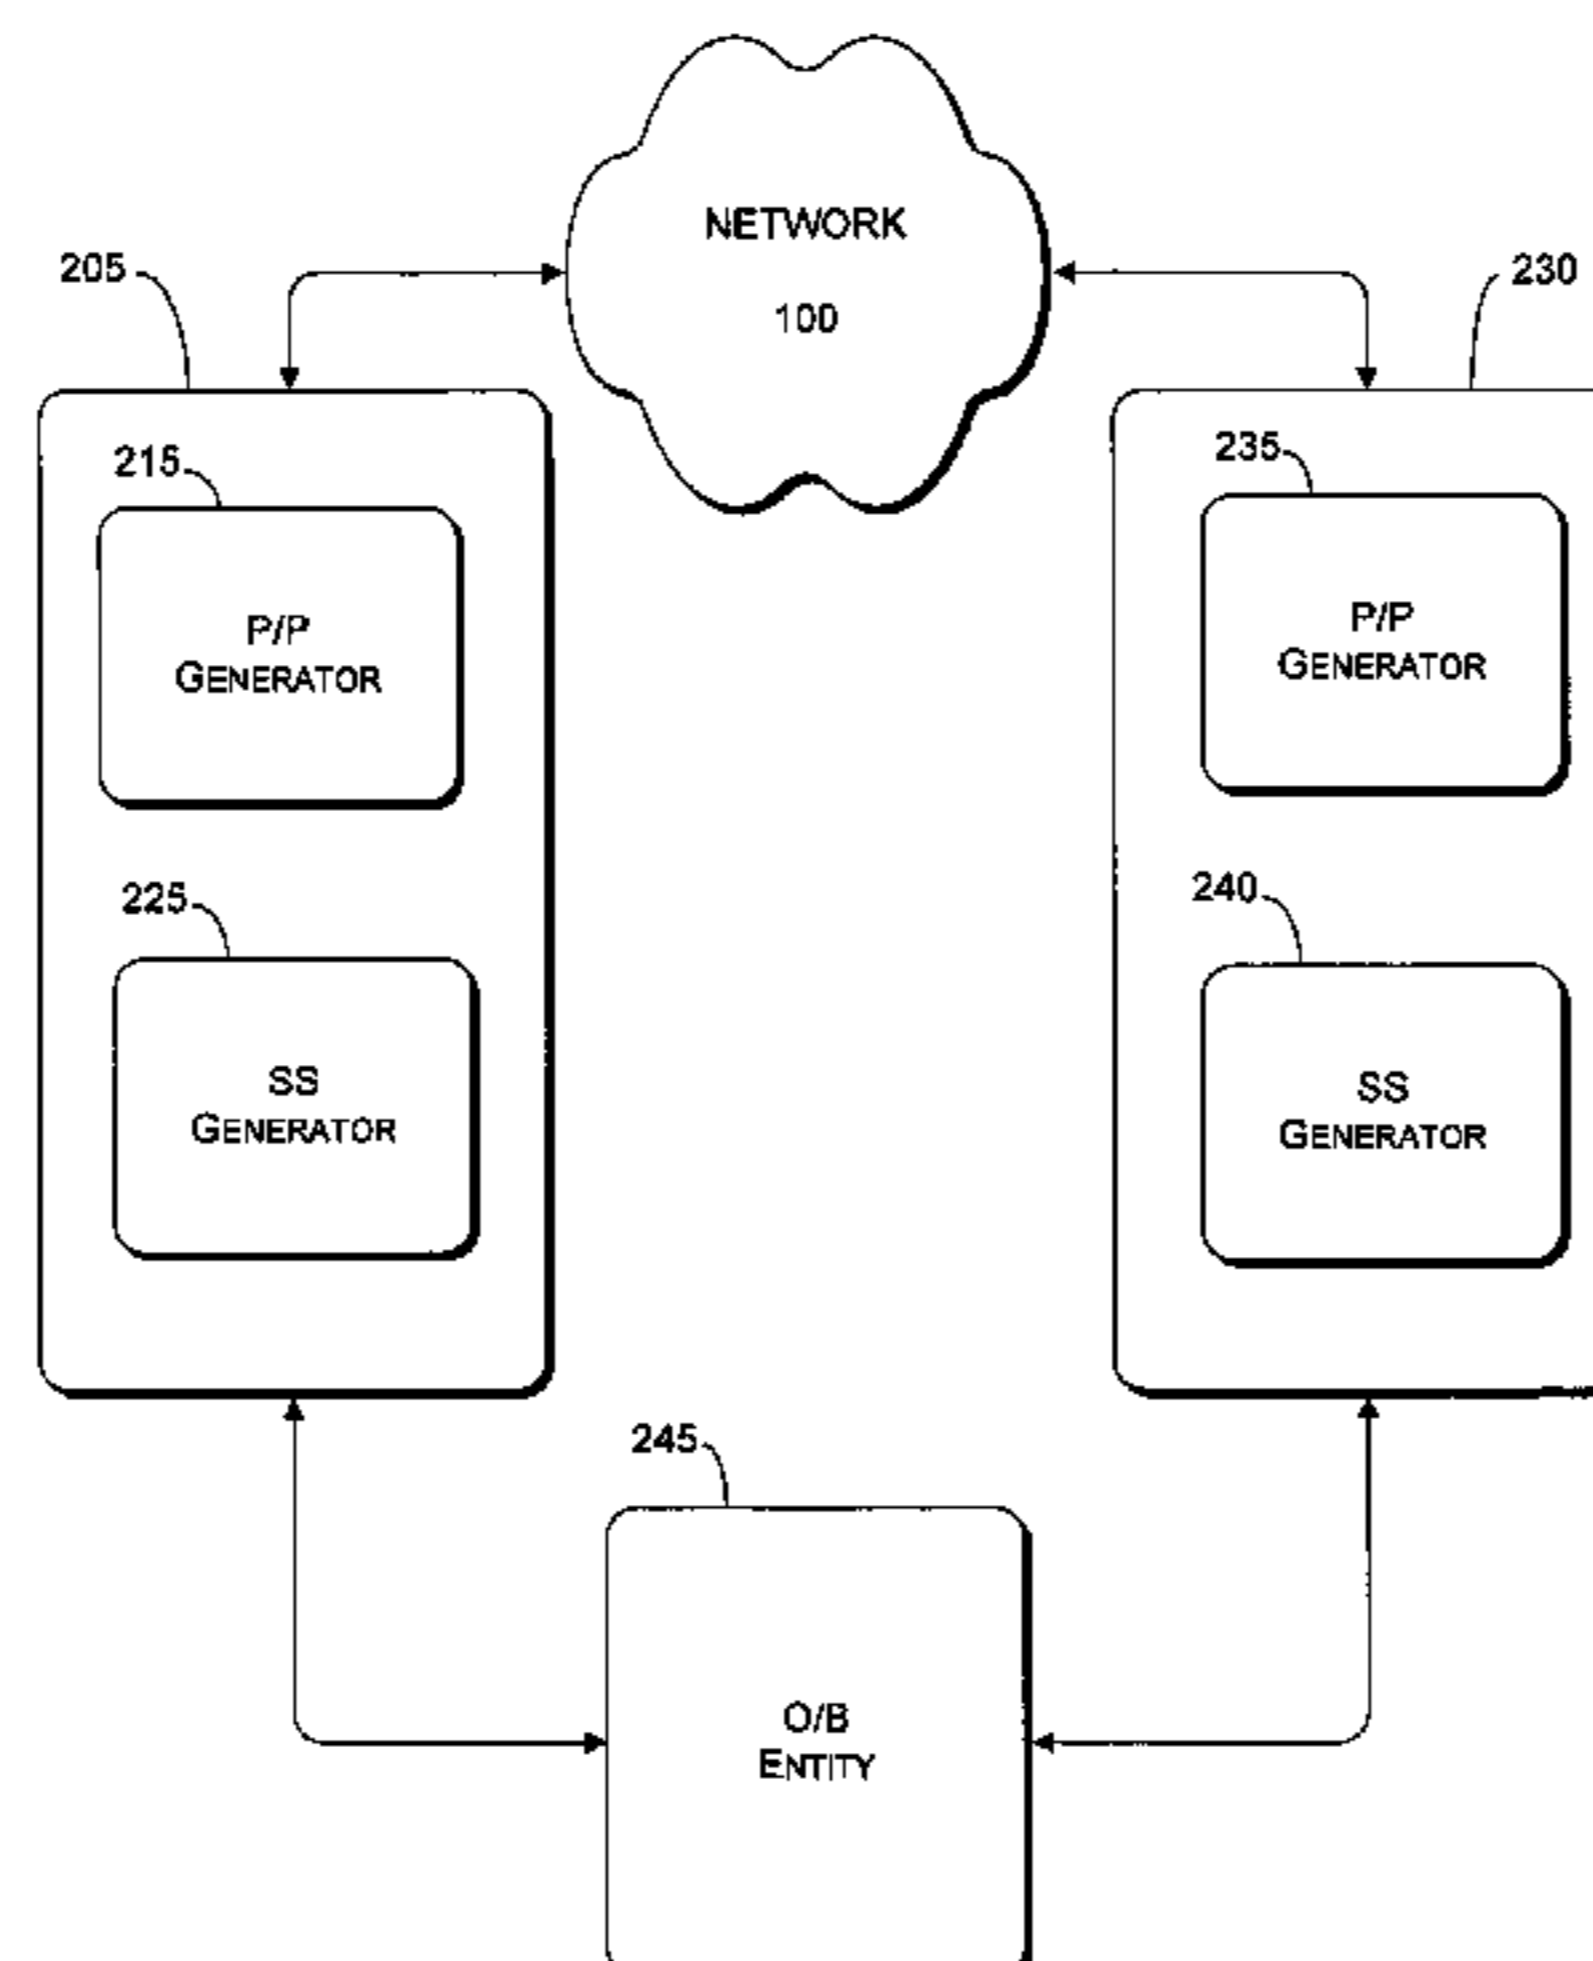 NETWORK
100
205
230
215
235
P/P
GENERATOR
P/P
GENERATOR
225
240
SS
GENERATOR
SS
GENERATOR
245
O/B
ENTITY